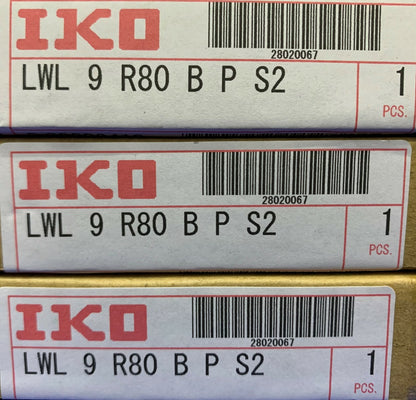 IKO
28020067
LWL 9 R80 B P S2 1
PCS.
IKO
28020067
LWL 9 R80 B P S2 1
PCS.
IKO
28020067
LWL 9 R80 B P S2 1
PCS.